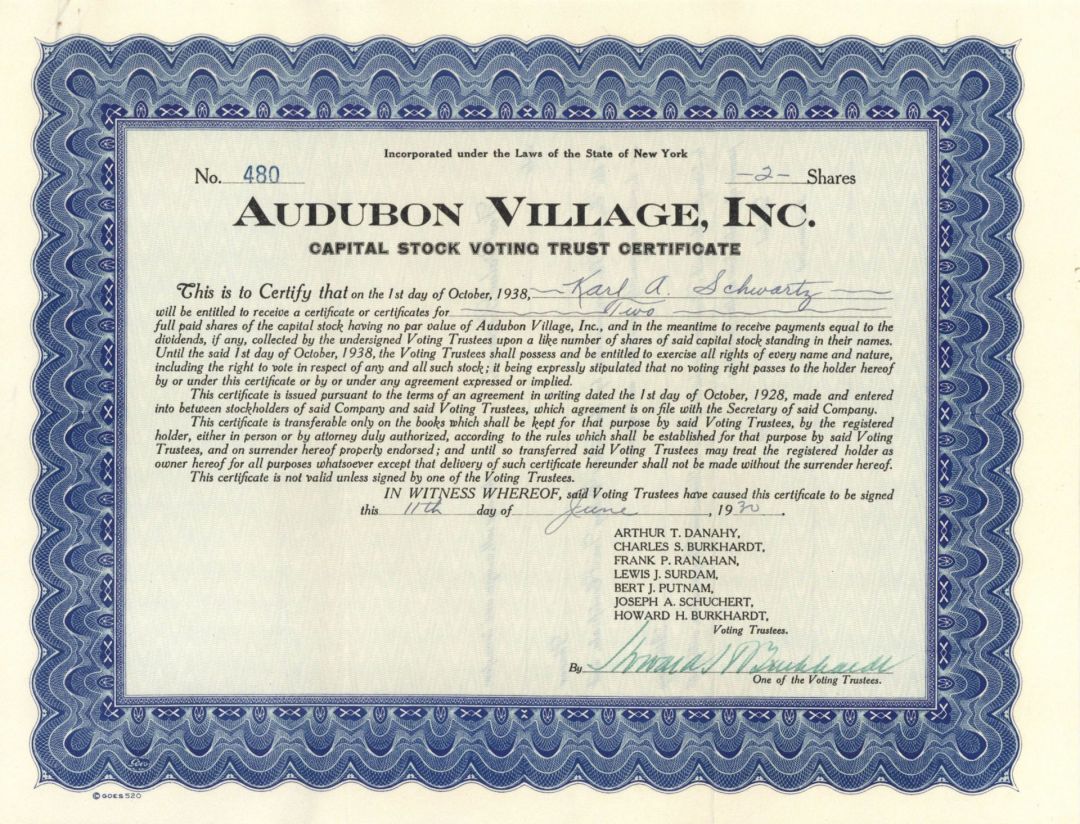 Incorporated under the Laws of the State of New York
No. 480 -2- Shares
AUDUBON VILLAGE, INC.
CAPITAL STOCK VOTING TRUST CERTIFICATE
This is to Certify that on the 1st day of October, 1938, Karl A. Schwartz
will be entitled to receive a certificate or certificates for Two
full paid shares of the capital stock having no par value of Audubon Village, Inc., and in the meantime to receive payments equal to the
dividends, if any, collected by the undersigned Voting Trustees upon a like number of shares of said capital stock standing in their names.
Until the said 1st day of October, 1938, the Voting Trustees shall possess and be entitled to exercise all rights of every name and nature,
including the right to vote in respect of any and all such stock; it being expressly stipulated that no voting right passes to the holder hereof
by or under this certificate or by or under any agreement expressed or implied.
This certificate is issued pursuant to the terms of an agreement in writing dated the 1st day of October, 1928, made and entered
into between stockholders of said Company and said Voting Trustees, which agreement is on file with the Secretary of said Company.
This certificate is transferable only on the books which shall be kept for that purpose by said Voting Trustees, by the registered
holder, either in person or by attorney duly authorized, according to the rules which shall be established for that purpose by said Voting
Trustees, and on surrender hereof properly endorsed; and until so transferred said Voting Trustees may treat the registered holder as
owner hereof for all purposes whatsoever except that delivery of such certificate hereunder shall not be made without the surrender hereof.
This certificate is not valid unless signed by one of the Voting Trustees.
IN WITNESS WHEREOF, said Voting Trustees have caused this certificate to be signed
this 11th day of June, 1930.
ARTHUR T. DANAHY,
CHARLES S. BURKHARDT,
FRANK P. RANAHAN,
LEWIS J. SURDAM,
BERT J. PUTNAM,
JOSEPH A. SCHUCHERT,
HOWARD H. BURKHARDT,
Voting Trustees.
By Howard H Burkhardt
One of the Voting Trustees.
Goes
© GOES 520